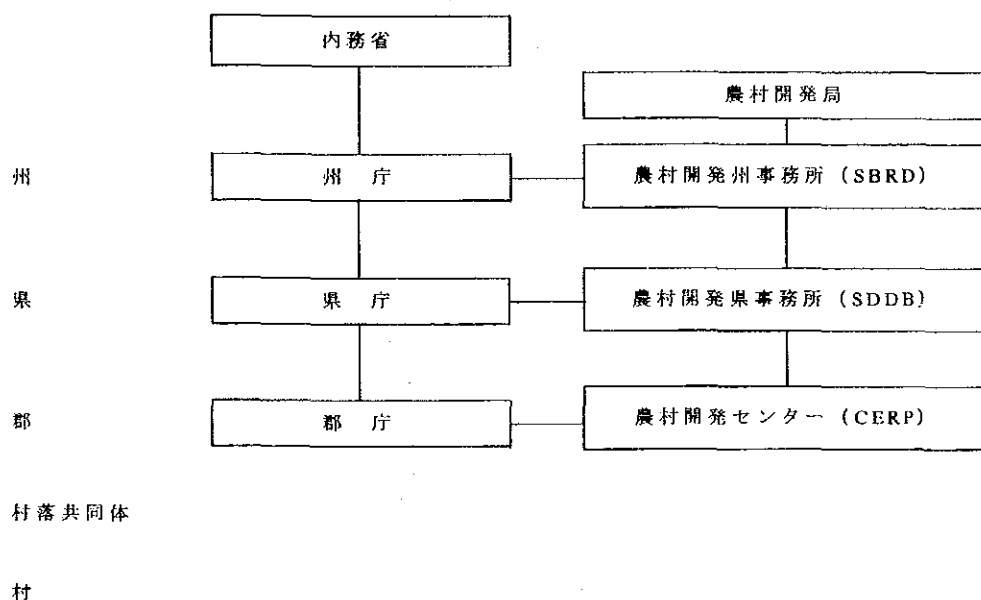 内務省
農村開発局
州 州 庁 農村開発州事務所 (SBRD)
県 県 庁 農村開発県事務所 (SDDB)
郡 郡 庁 農村開発センター (CERP)
村落共同体
村